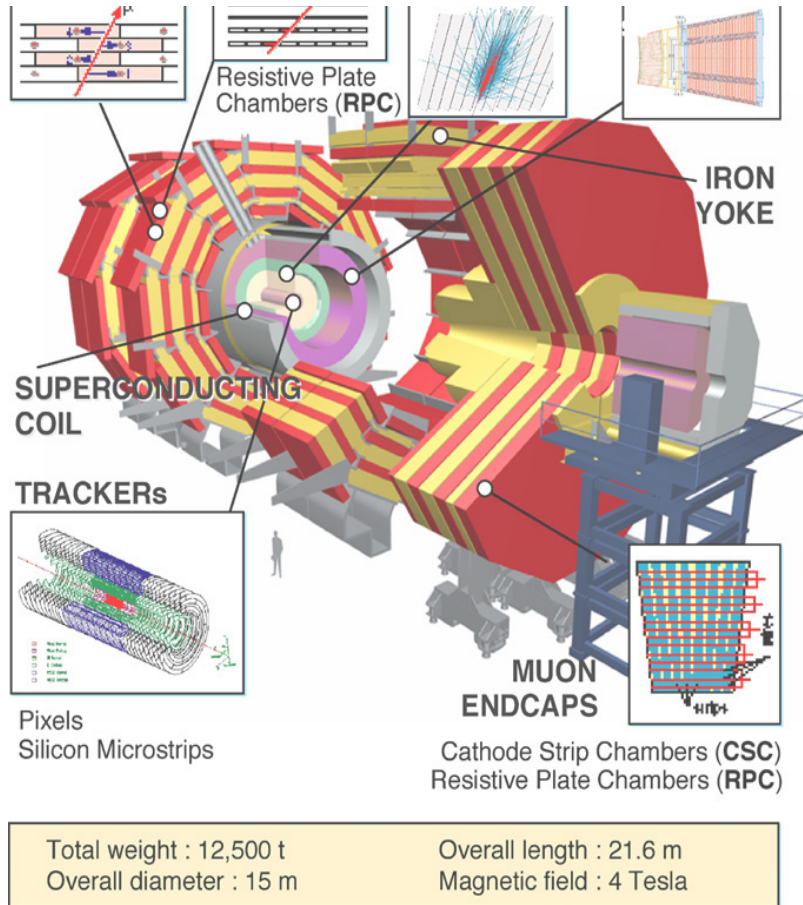 μ
Resistive Plate
Chambers (RPC)
IRON
YOKE
SUPERCONDUCTING
COIL
TRACKERs
Pixels
Silicon Microstrips
MUON
ENDCAPS
Cathode Strip Chambers (CSC)
Resistive Plate Chambers (RPC)
Total weight : 12,500 t
Overall diameter : 15 m
Overall length : 21.6 m
Magnetic field : 4 Tesla